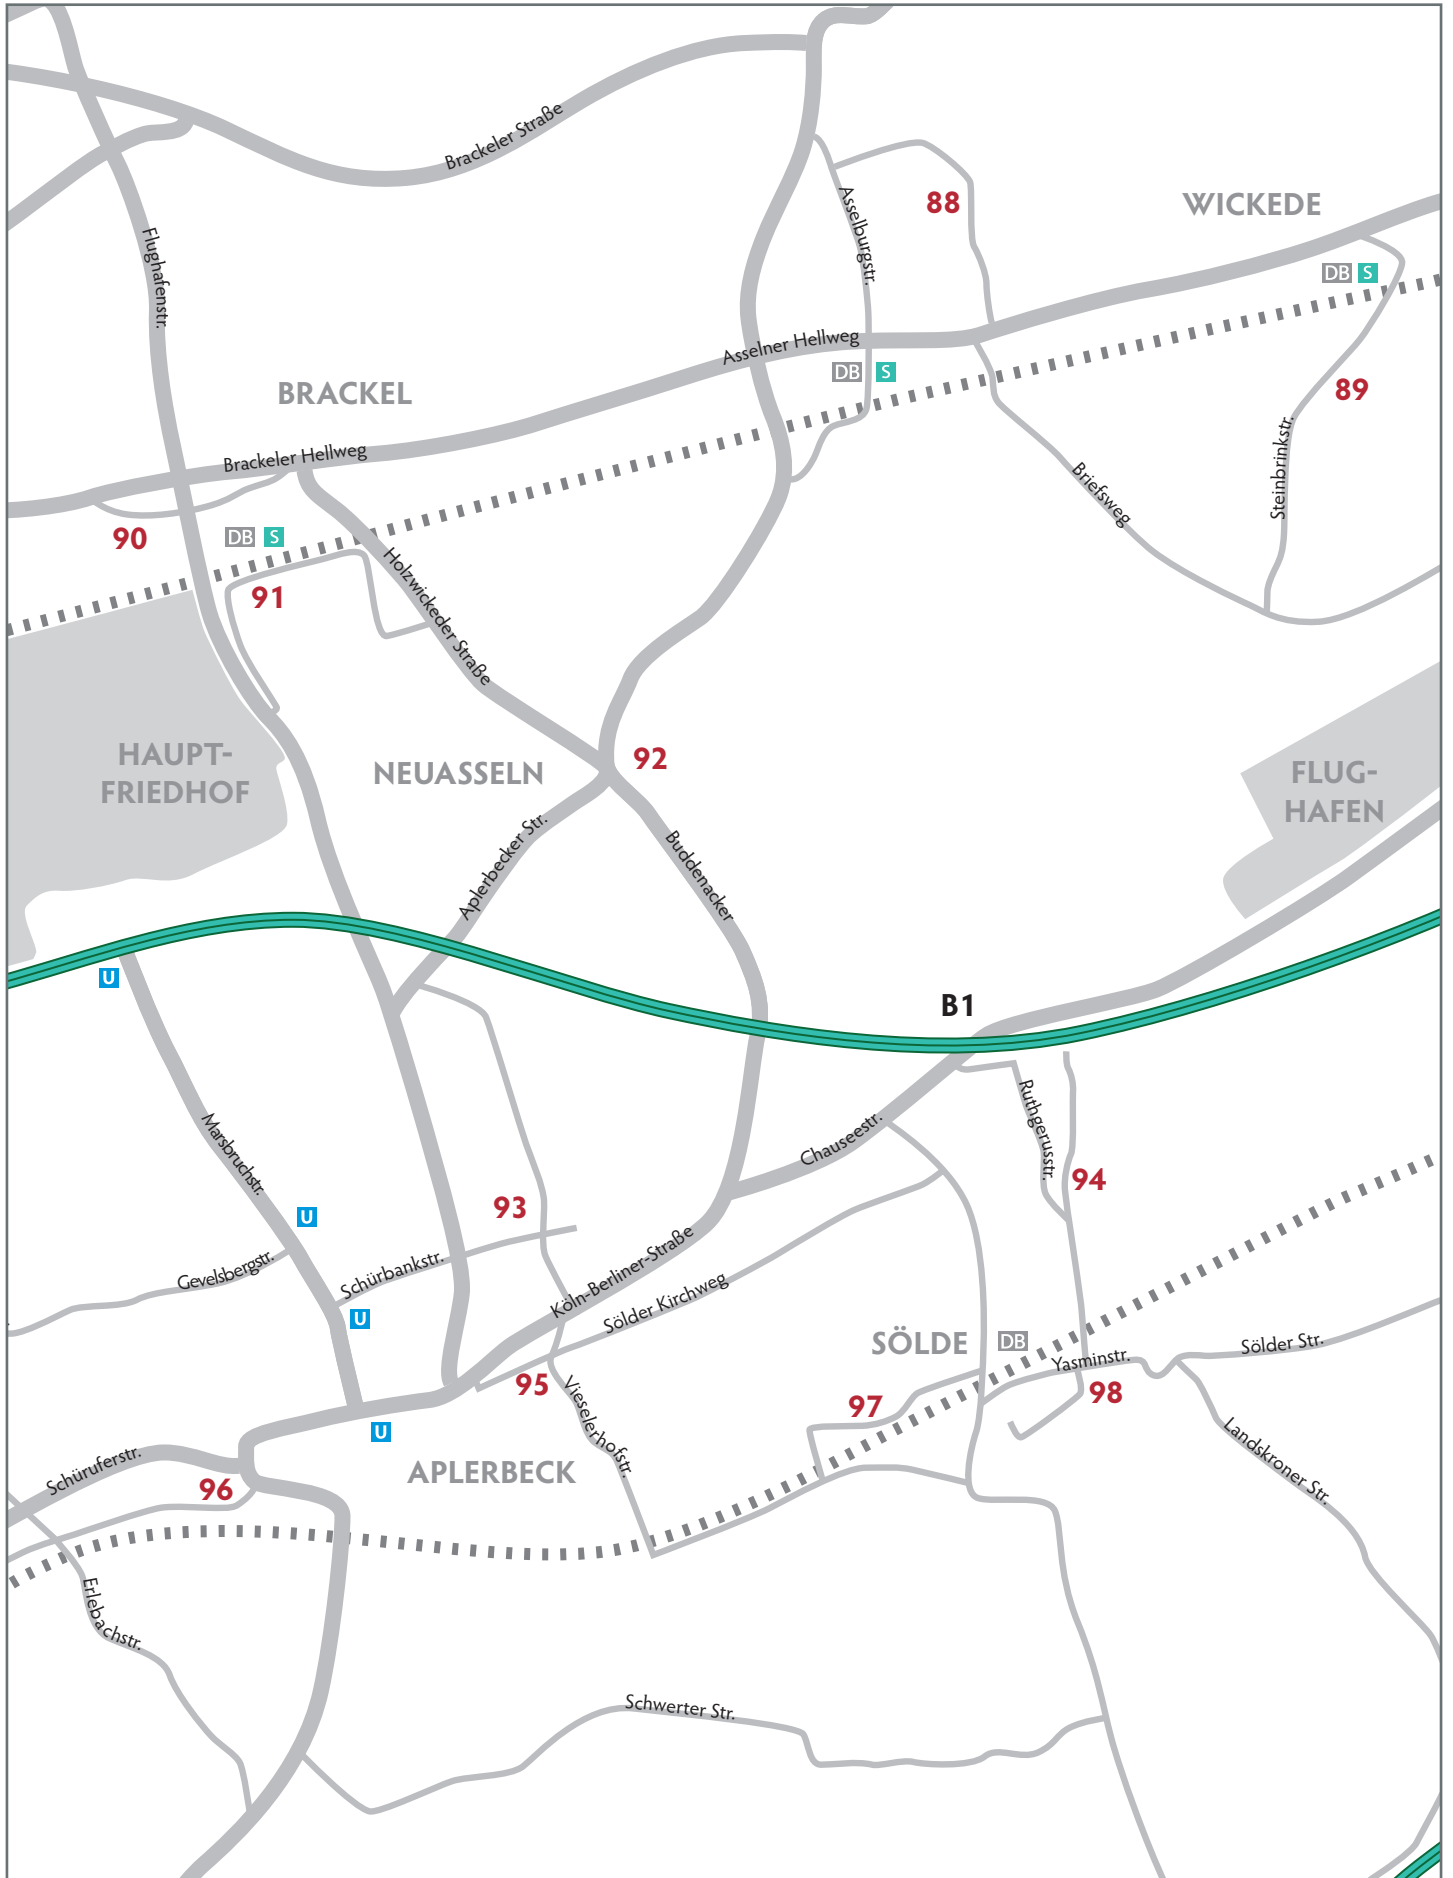 Brackeler Straße
88
WICKEDE
Asselburgstr.
Flughafenstr.
DB S
Asselner Hellweg
DB S
BRACKEL
89
Brackeler Hellweg
Steinbrinkstr.
Briefsweg
90
DB S
91
Holzwickeder Straße
HAUPT-
FRIEDHOF
NEUASSELN
92
FLUG-
HAFEN
Aplerbecker Str.
Buddenacker
U
B1
Ruthgerusstr.
Marsbruchstr.
Chauseestr.
94
93
U
Gevelsbergstr.
Schürbankstr.
Köln-Berliner-Straße
Sölder Kirchweg
U
SÖLDE
DB
Yasminstr.
Sölder Str.
95
Vieselerhofstr.
97
98
U
Schüruferstr.
APLERBECK
Landskroner Str.
96
Erlebachstr.
Schwerter Str.